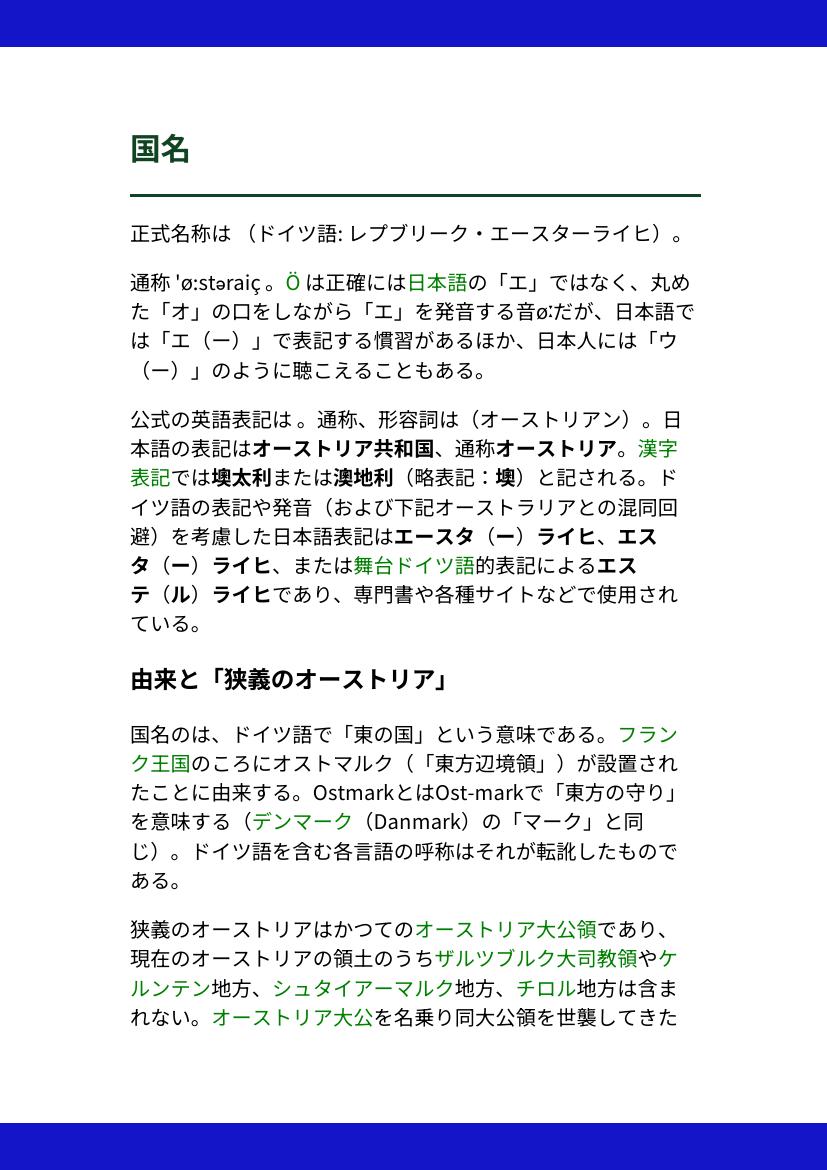 国名
正式名称は （ドイツ語: レプブリーク・エースターライヒ）。
通称 ˈøːstəraiç 。Ö は正確には日本語の「エ」ではなく、丸め
た「オ」の口をしながら「エ」を発音する音øːだが、日本語で
は「エ（ー）」で表記する慣習があるほか、日本人には「ウ
（ー）」のように聴こえることもある。
公式の英語表記は 。通称、形容詞は（オーストリアン）。日
本語の表記はオーストリア共和国、通称オーストリア。漢字
表記では墺太利または澳地利（略表記：墺）と記される。ド
イツ語の表記や発音（および下記オーストラリアとの混同回
避）を考慮した日本語表記はエースタ（ー）ライヒ、エス
タ（ー）ライヒ、または舞台ドイツ語的表記によるエス
テ（ル）ライヒであり、専門書や各種サイトなどで使用され
ている。
由来と「狭義のオーストリア」
国名のは、ドイツ語で「東の国」という意味である。フラン
ク王国のころにオストマルク（「東方辺境領」）が設置され
たことに由来する。OstmarkとはOst-markで「東方の守り」
を意味する（デンマーク（Danmark）の「マーク」と同
じ）。ドイツ語を含む各言語の呼称はそれが転訛したもので
ある。
狭義のオーストリアはかつてのオーストリア大公領であり、
現在のオーストリアの領土のうちザルツブルク大司教領やケ
ルンテン地方、シュタイアーマルク地方、チロル地方は含ま
れない。オーストリア大公を名乗り同大公領を世襲してきた